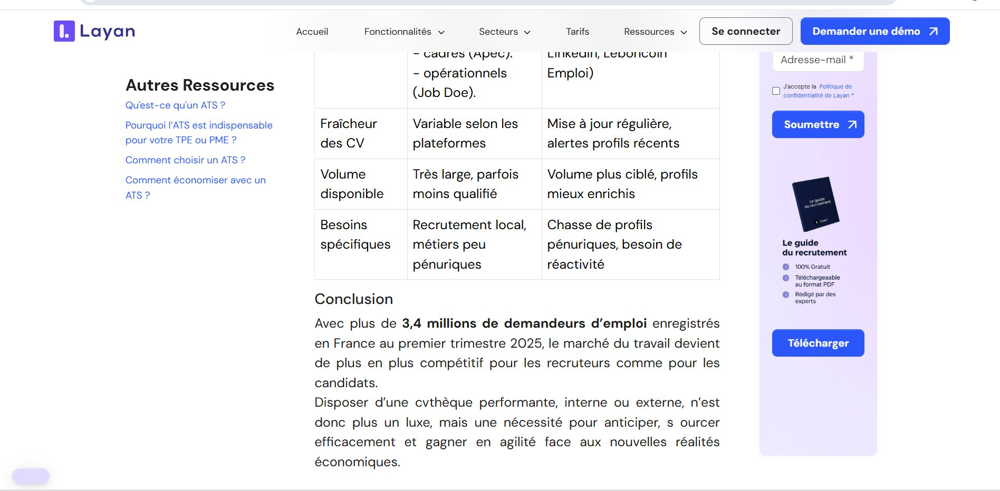 Layan
Accueil
Fonctionnalités
Secteurs
Tarifs
Ressources
Se connecter
Demander une démo
Autres Ressources
Qu'est-ce qu'un ATS ?
Pourquoi l’ATS est indispensable
pour votre TPE ou PME ?
Comment choisir un ATS ?
Comment économiser avec un
ATS ?
- cadres (Apec).
- opérationnels
(Job Doe).
LinkedIn, Leboncoin
Emploi)
Fraîcheur
des CV
Variable selon les
plateformes
Mise à jour régulière,
alertes profils récents
Volume
disponible
Très large, parfois
moins qualifié
Volume plus ciblé, profils
mieux enrichis
Besoins
spécifiques
Recrutement local,
métiers peu
pénuriques
Chasse de profils
pénuriques, besoin de
réactivité
Conclusion
Avec plus de 3,4 millions de demandeurs d’emploi enregistrés
en France au premier trimestre 2025, le marché du travail devient
de plus en plus compétitif pour les recruteurs comme pour les
candidats.
Disposer d’une cvthèque performante, interne ou externe, n’est
donc plus un luxe, mais une nécessité pour anticiper, s ourcer
efficacement et gagner en agilité face aux nouvelles réalités
économiques.
Adresse-mail *
J'accepte la Politique de
confidentialité de Layan *
Soumettre
Le guide
du recrutement
Layan
Le guide
du recrutement
100% Gratuit
Téléchargeaable
au format PDF
Rédigé par des
experts
Télécharger